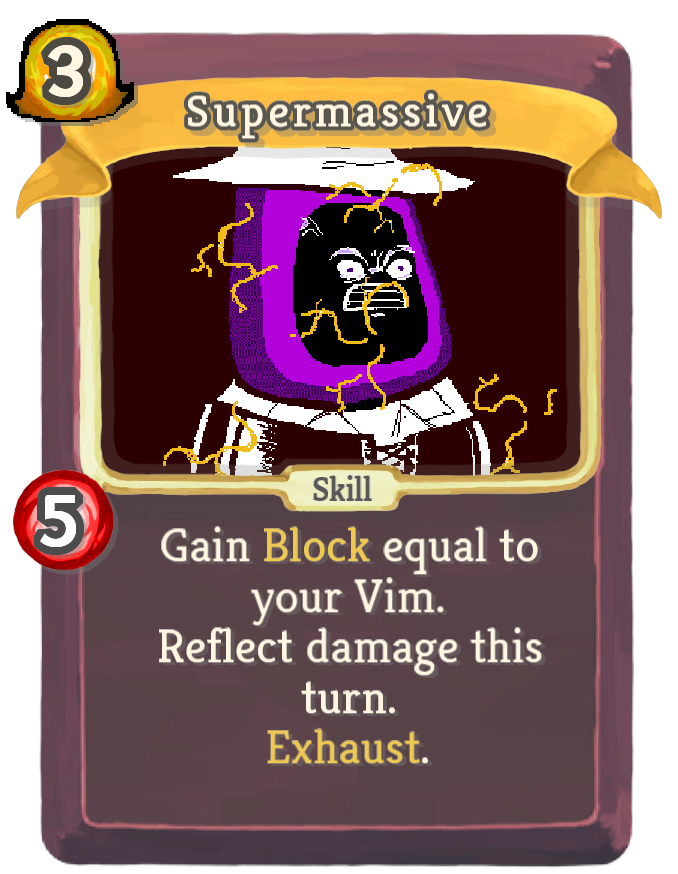 3
Supermassive
Skill
5
Gain Block equal to
your Vim.
Reflect damage this
turn.
Exhaust.